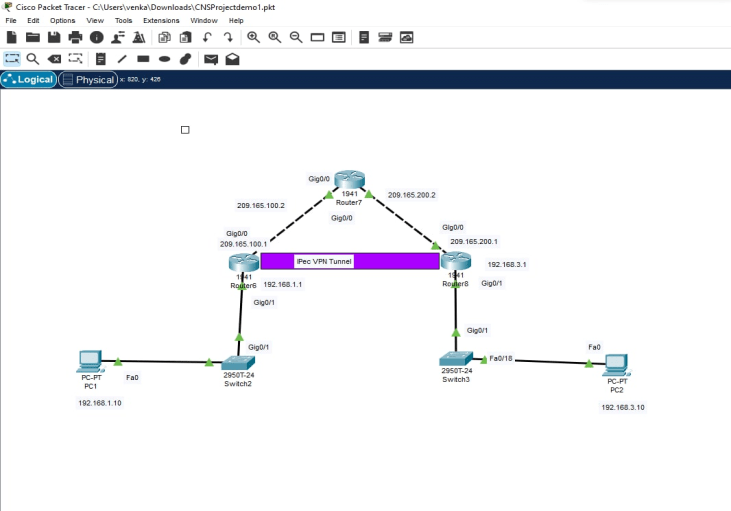 Cisco Packet Tracer - C:\Users\venka\Downloads\CNSProjectdemo1.pkt
File Edit Options View Tools Extensions Window Help
Logical Physical x: 820, y: 426
Gig0/0
1941
Router7
209.165.200.2
209.165.100.2
Gig0/0
Gig0/0
209.165.100.1
Gig0/0
209.165.200.1
iPec VPN Tunnel
192.168.3.1
1941
Router6
192.168.1.1
1941
Router8
Gig0/1
Gig0/1
Gig0/1
Gig0/1
Fa0/18
Fa0
2950T-24
Switch2
2950T-24
Switch3
PC-PT
PC1
Fa0
PC-PT
PC2
192.168.1.10
192.168.3.10